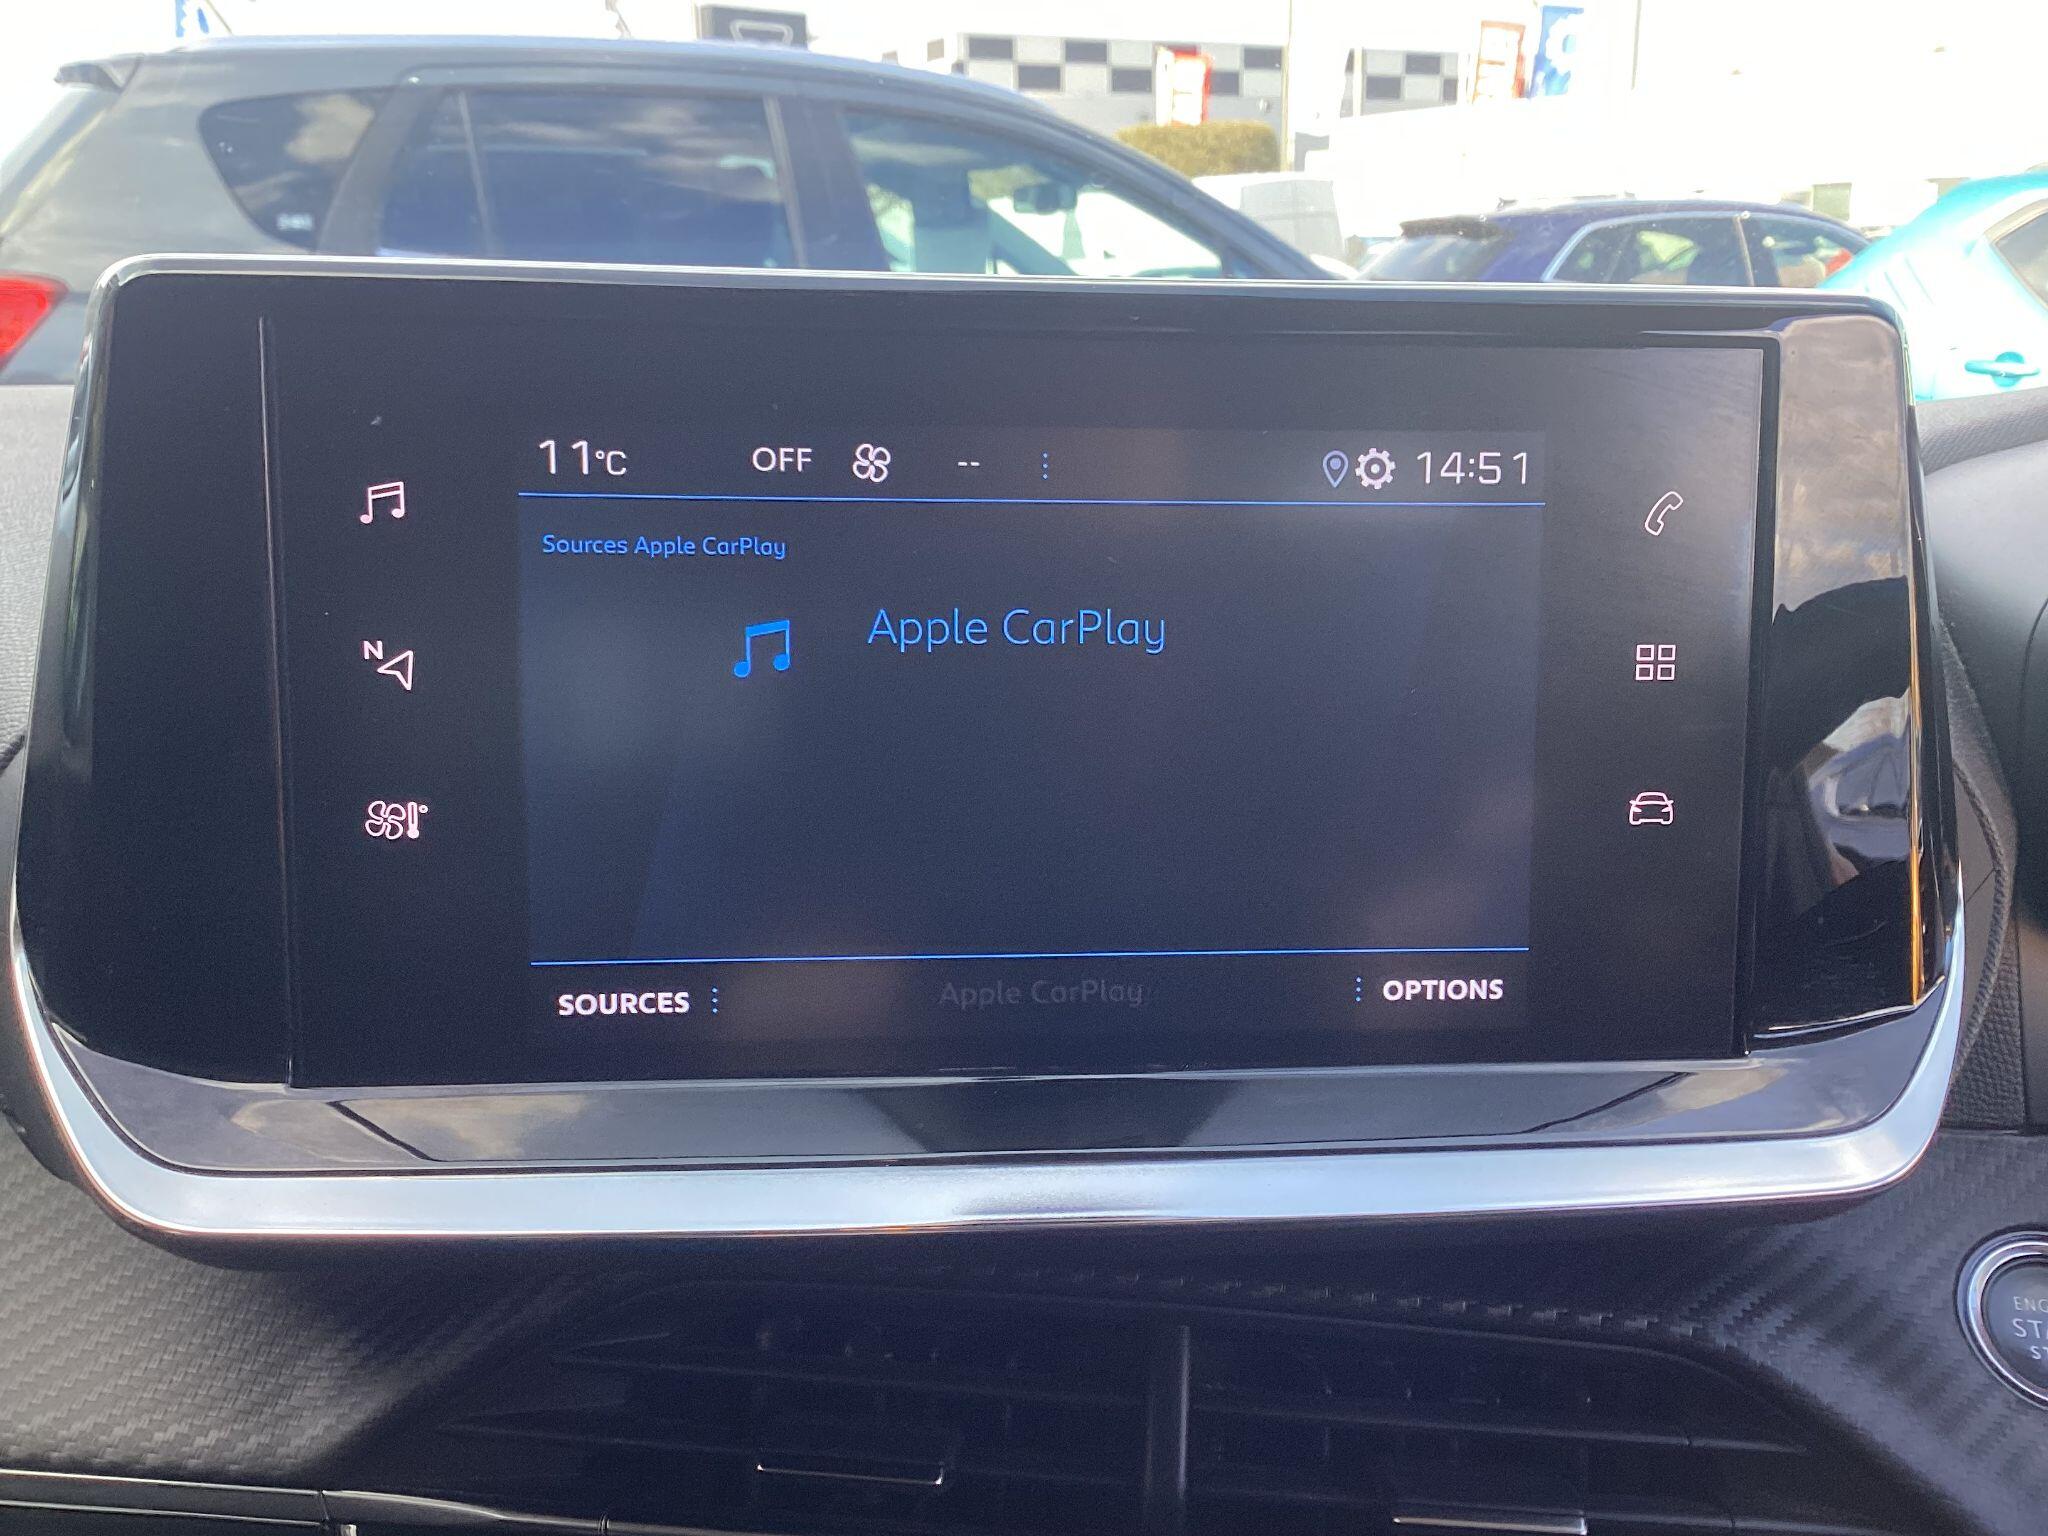 11°C OFF -- 14:51
Sources Apple CarPlay
Apple CarPlay
N
SOURCES Apple CarPlay OPTIONS